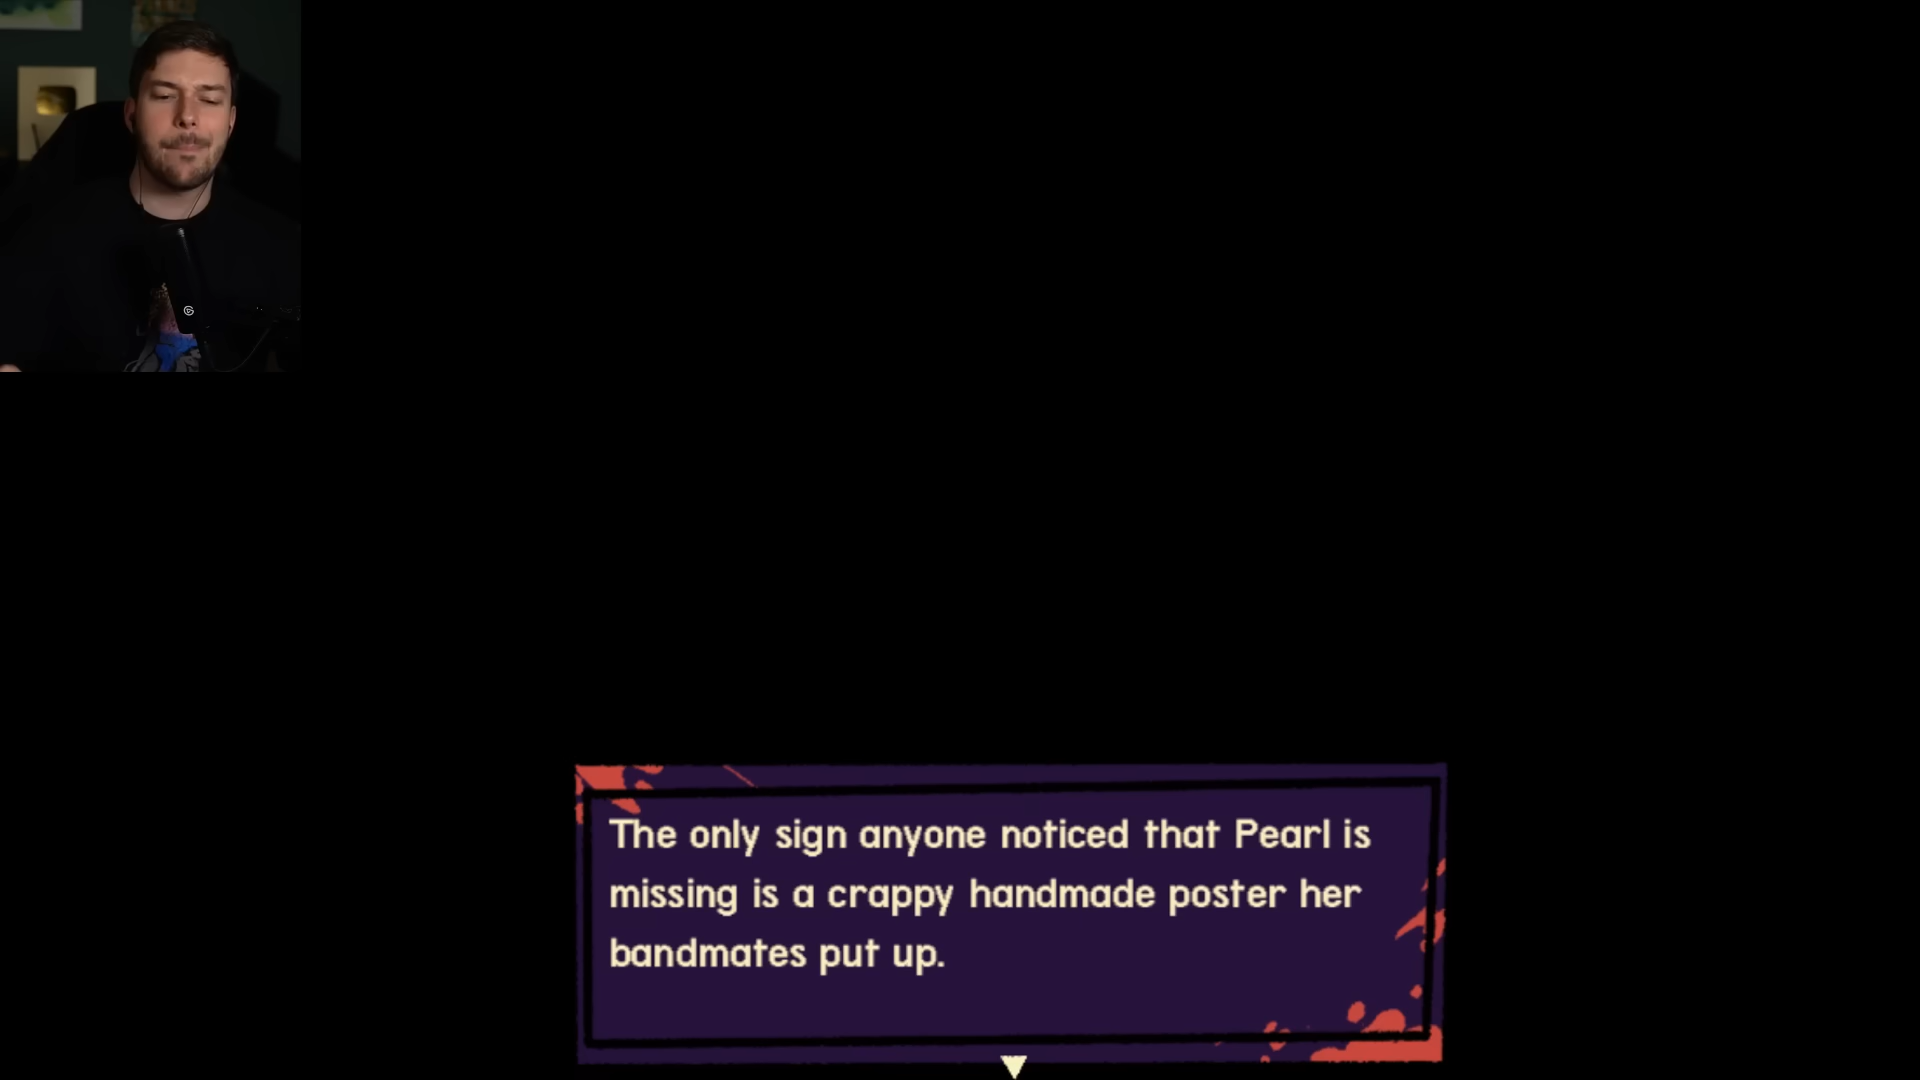 The only sign anyone noticed that Pearl is
missing is a crappy handmade poster her
bandmates put up.